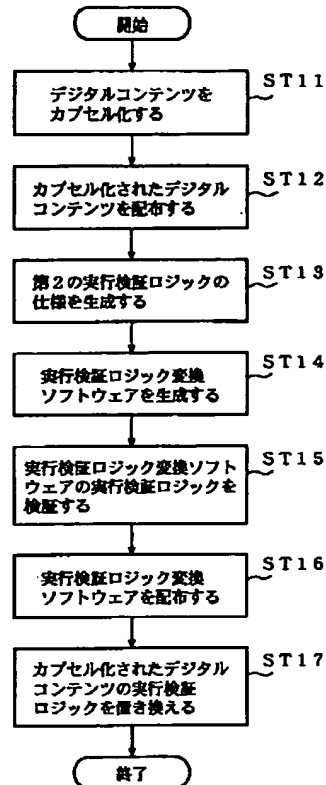 開始
ST11
デジタルコンテンツを
カプセル化する
ST12
カプセル化されたデジタル
コンテンツを配布する
ST13
第2の実行検証ロジックの
仕様を生成する
ST14
実行検証ロジック変換
ソフトウェアを生成する
ST15
実行検証ロジック変換ソフト
ウェアの実行検証ロジックを
検証する
ST16
実行検証ロジック変換
ソフトウェアを配布する
ST17
カプセル化されたデジタル
コンテンツの実行検証
ロジックを置き換える
終了